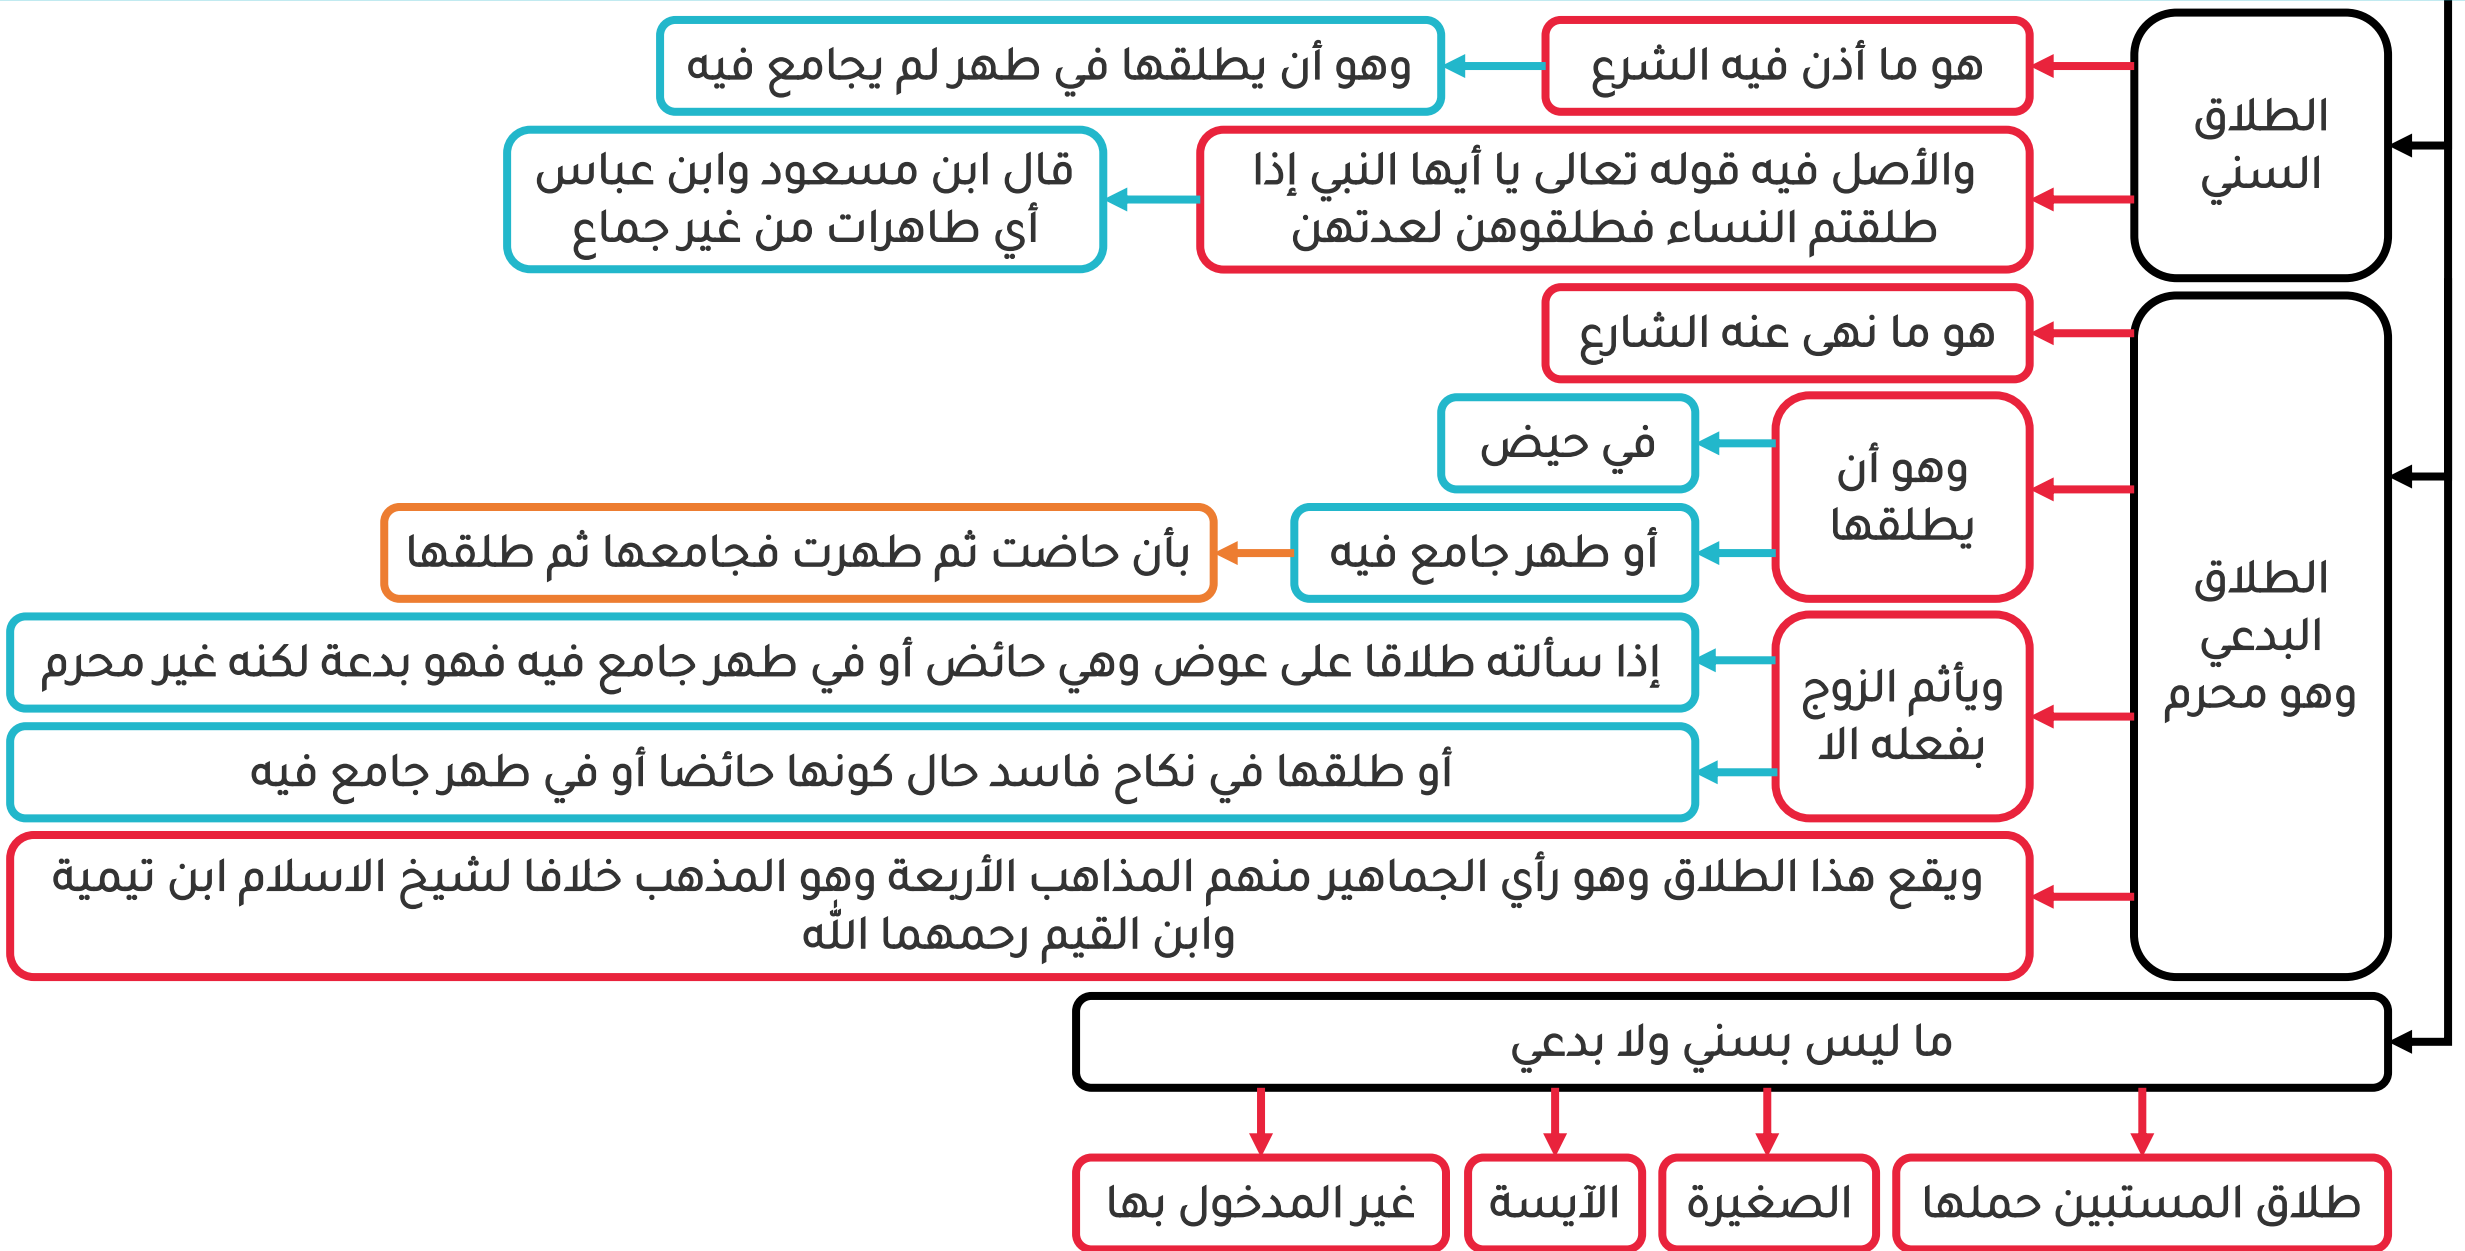 الطلاق
السني
هو ما أذن فيه الشرع
وهو أن يطلقها في طهر لم يجامع فيه
والأصل فيه قوله تعالى يا أيها النبي إذا
طلقتم النساء فطلقوهن لعدتهن
قال ابن مسعود وابن عباس
أي طاهرات من غير جماع
الطلاق
البدعي
وهو محرم
هو ما نهى عنه الشارع
وهو أن
يطلقها
في حيض
أو طهر جامع فيه
بأن حاضت ثم طهرت فجامعها ثم طلقها
ويأثم الزوج
بفعله الا
إذا سألته طلاقا على عوض وهي حائض أو في طهر جامع فيه فهو بدعة لكنه غير محرم
أو طلقها في نكاح فاسد حال كونها حائضا أو في طهر جامع فيه
ويقع هذا الطلاق وهو رأي الجماهير منهم المذاهب الأربعة وهو المذهب خلافا لشيخ الاسلام ابن تيمية
وابن القيم رحمهما الله
ما ليس بسني ولا بدعي
طلاق المستبين حملها
الصغيرة
الآيسة
غير المدخول بها